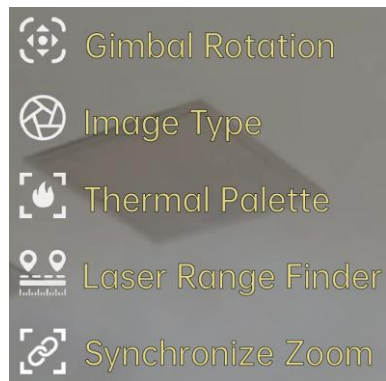 Gimbal Rotation
Image Type
Thermal Palette
Laser Range Finder
Synchronize Zoom